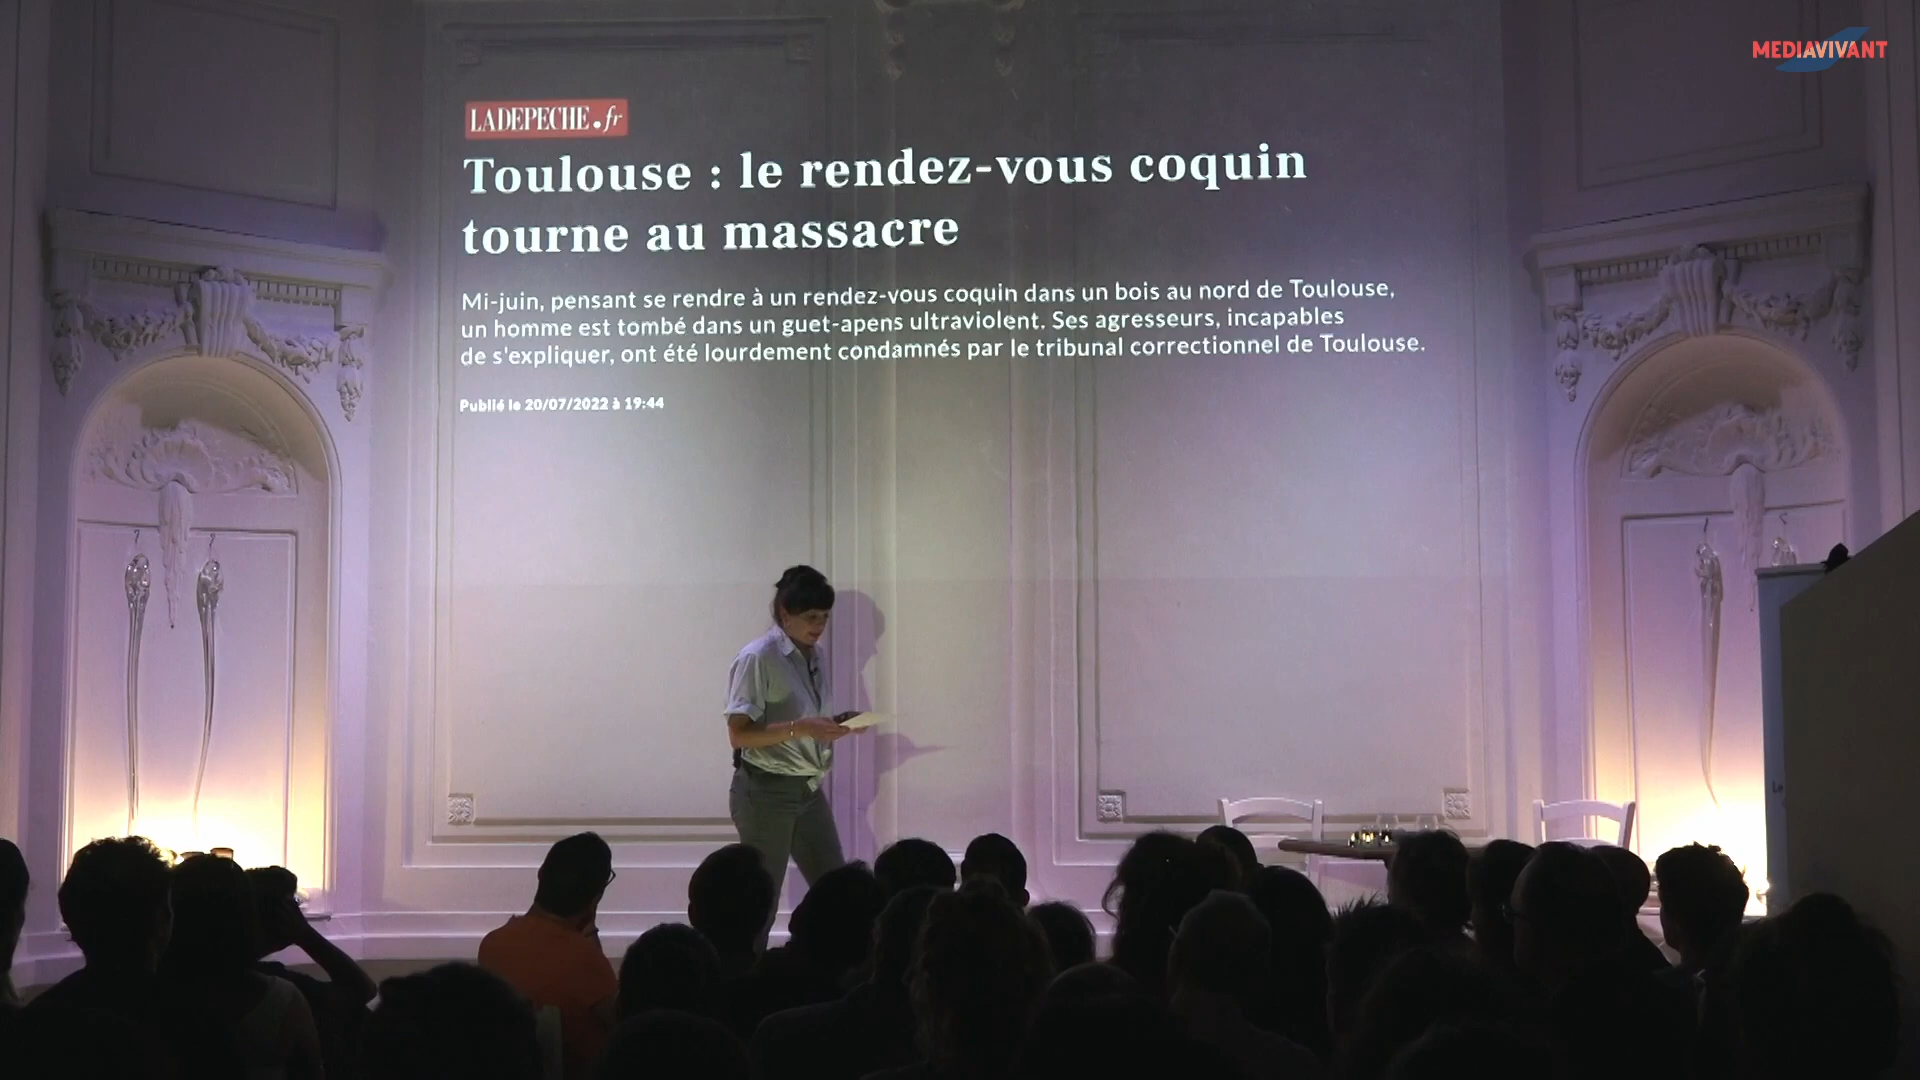 MEDIAVIVANT
LADEPECHE.fr
Toulouse : le rendez-vous coquin
tourne au massacre
Mi-juin, pensant se rendre à un rendez-vous coquin dans un bois au nord de Toulouse,
un homme est tombé dans un guet-apens ultraviolent. Ses agresseurs, incapables
de s'expliquer, ont été lourdement condamnés par le tribunal correctionnel de Toulouse.
Publié le 20/07/2022 à 19:44